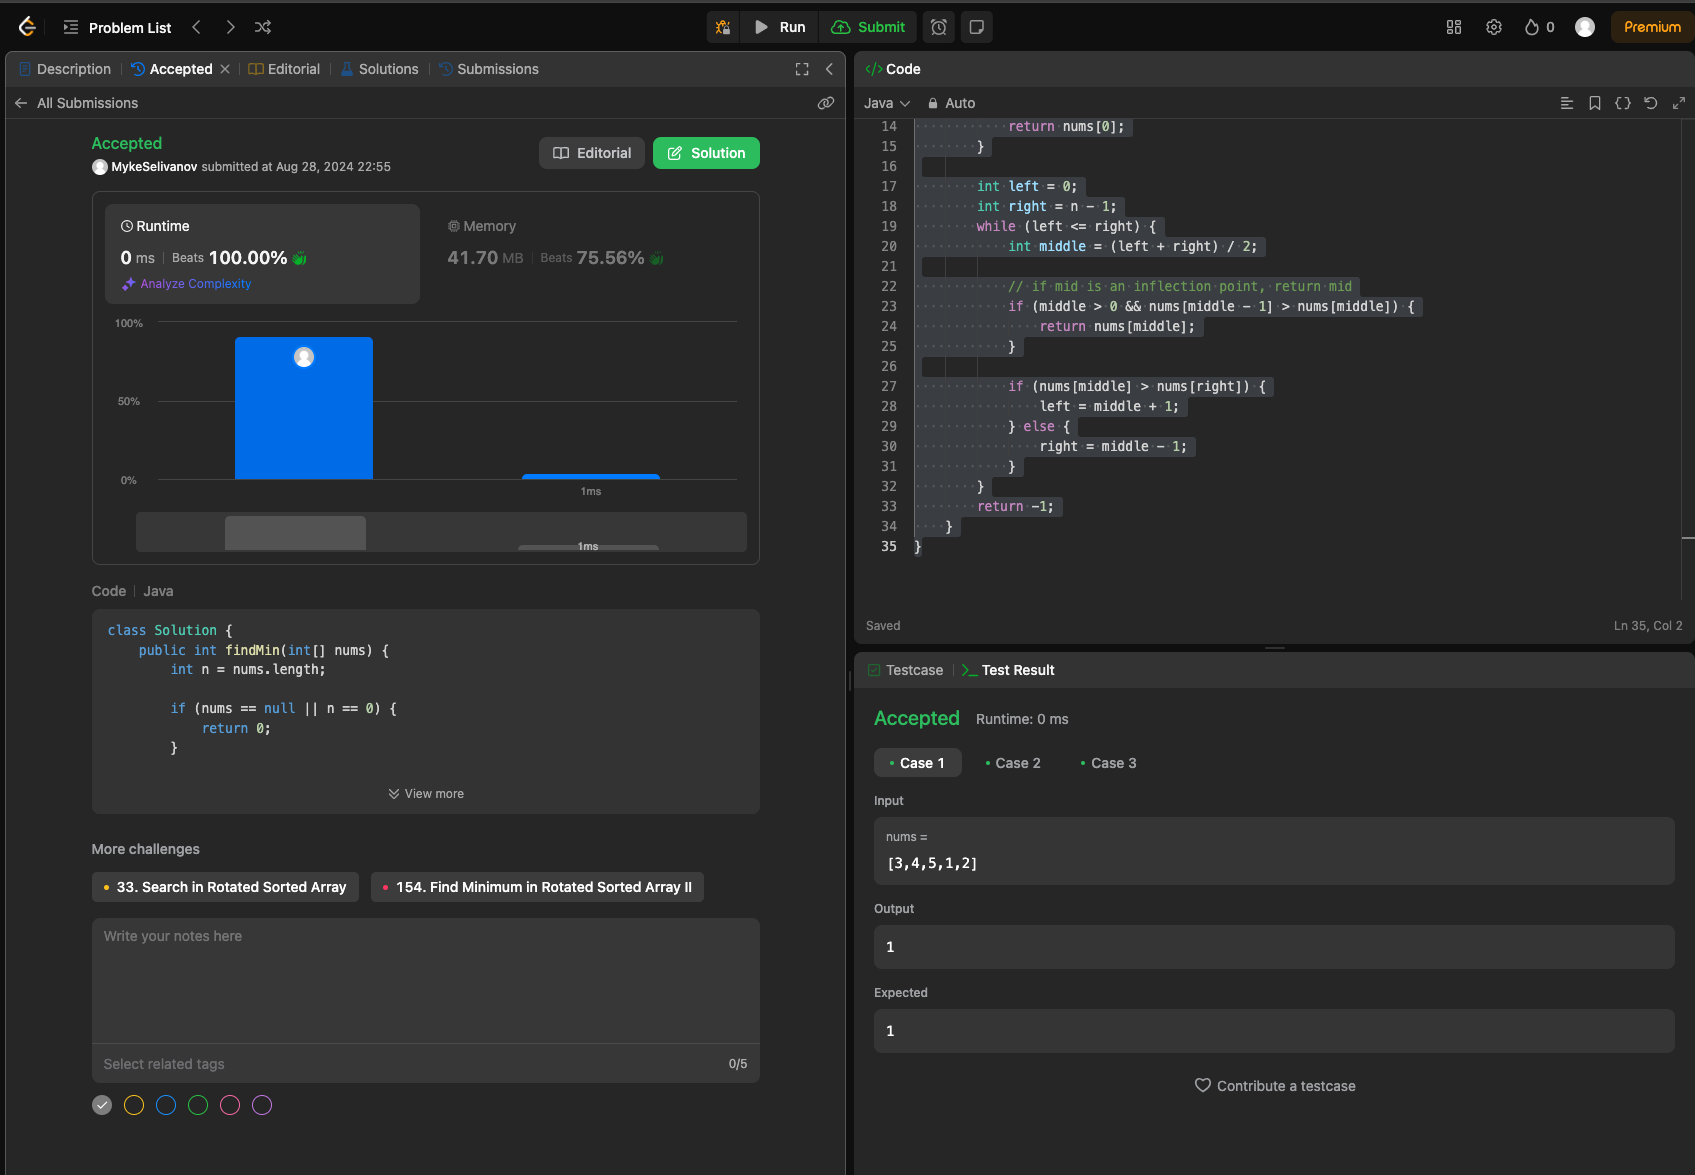 Problem List
Run
Submit
0
Premium
Description
Accepted
Editorial
Solutions
Submissions
All Submissions
Accepted
MykeSelivanov submitted at Aug 28, 2024 22:55
Editorial
Solution
Runtime
0 ms | Beats 100.00%
Analyze Complexity
Memory
41.70 MB | Beats 75.56%
100%
50%
0%
1ms
1ms
Code | Java
class Solution {
    public int findMin(int[] nums) {
        int n = nums.length;
        if (nums == null || n == 0) {
            return 0;
        }
View more
More challenges
33. Search in Rotated Sorted Array
154. Find Minimum in Rotated Sorted Array II
Write your notes here
Select related tags
0/5
</> Code
Java
Auto
14 return nums[0];
15 }
16
17 int left = 0;
18 int right = n - 1;
19 while (left <= right) {
20 int middle = (left + right) / 2;
21
22 // if mid is an inflection point, return mid
23 if (middle > 0 && nums[middle - 1] > nums[middle]) {
24 return nums[middle];
25 }
26
27 if (nums[middle] > nums[right]) {
28 left = middle + 1;
29 } else {
30 right = middle - 1;
31 }
32 }
33 return -1;
34 }
35 }
Saved
Ln 35, Col 2
Testcase
Test Result
Accepted
Runtime: 0 ms
Case 1
Case 2
Case 3
Input
nums =
[3,4,5,1,2]
Output
1
Expected
1
Contribute a testcase